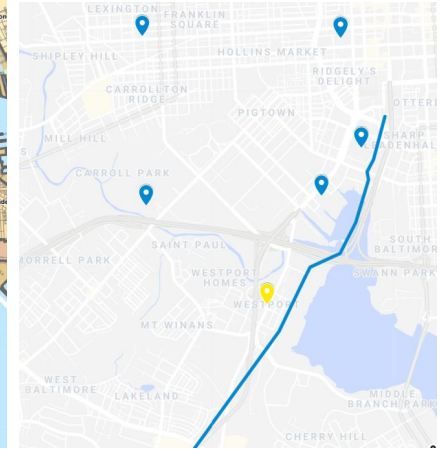 LEXINGTON
FRANKLIN
SQUARE
SHIPLEY HILL
HOLLINS MARKET
RIDGELY'S
DELIGHT
CARROLLTON
RIDGE
OTTERB
PIGTOWN
MILL HILL
SHARP
LEADENHALL
CARROLL PARK
SAINT PAUL
SOUTH
BALTIMOR
MORRELL PARK
WESTPORT
HOMES
SWANN PARK
WESTPORT
MT WINANS
WEST
BALTIMORE
LAKELAND
MIDDLE
BRANCH PARK
CHERRY HILL